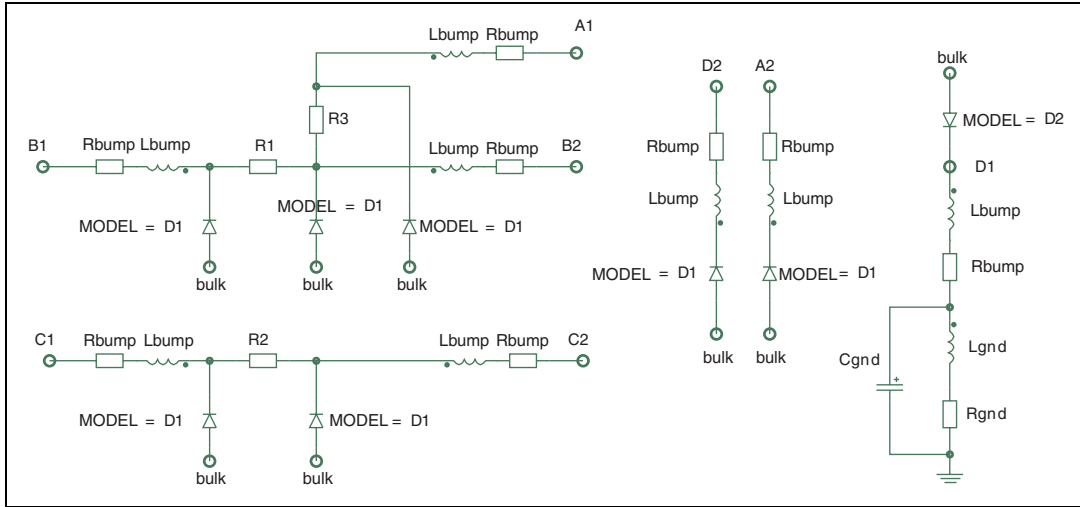 A1
Lbump Rbump
R3
B1
Rbump Lbump
R1
Lbump Rbump
B2
MODEL = D1
MODEL = D1
MODEL = D1
bulk
bulk
bulk
C1
Rbump Lbump
R2
Lbump Rbump
C2
MODEL = D1
MODEL = D1
bulk
bulk
D2
A2
Rbump
Rbump
Lbump
Lbump
MODEL = D1
MODEL= D1
bulk
bulk
bulk
MODEL = D2
D1
Lbump
Rbump
Cgnd
+
Lgnd
Rgnd